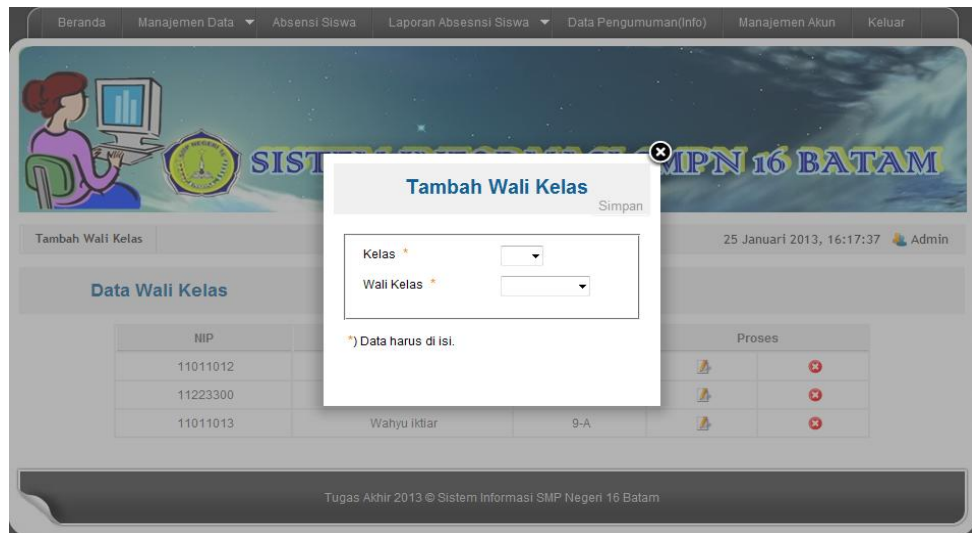 Beranda Manajemen Data Absensi Siswa Laporan Absesnsi Siswa Data Pengumuman(Info) Manajemen Akun Keluar
SMP NEGERI 16
SIST MPN 16 BATAM
Tambah Wali Kelas
Simpan
Tambah Wali Kelas 25 Januari 2013, 16:17:37 Admin
Kelas *
Wali Kelas *
Data Wali Kelas
*) Data harus di isi.
NIP Proses
11011012
11223300
11011013 Wahyu iktiar 9-A
Tugas Akhir 2013 © Sistem Informasi SMP Negeri 16 Batam